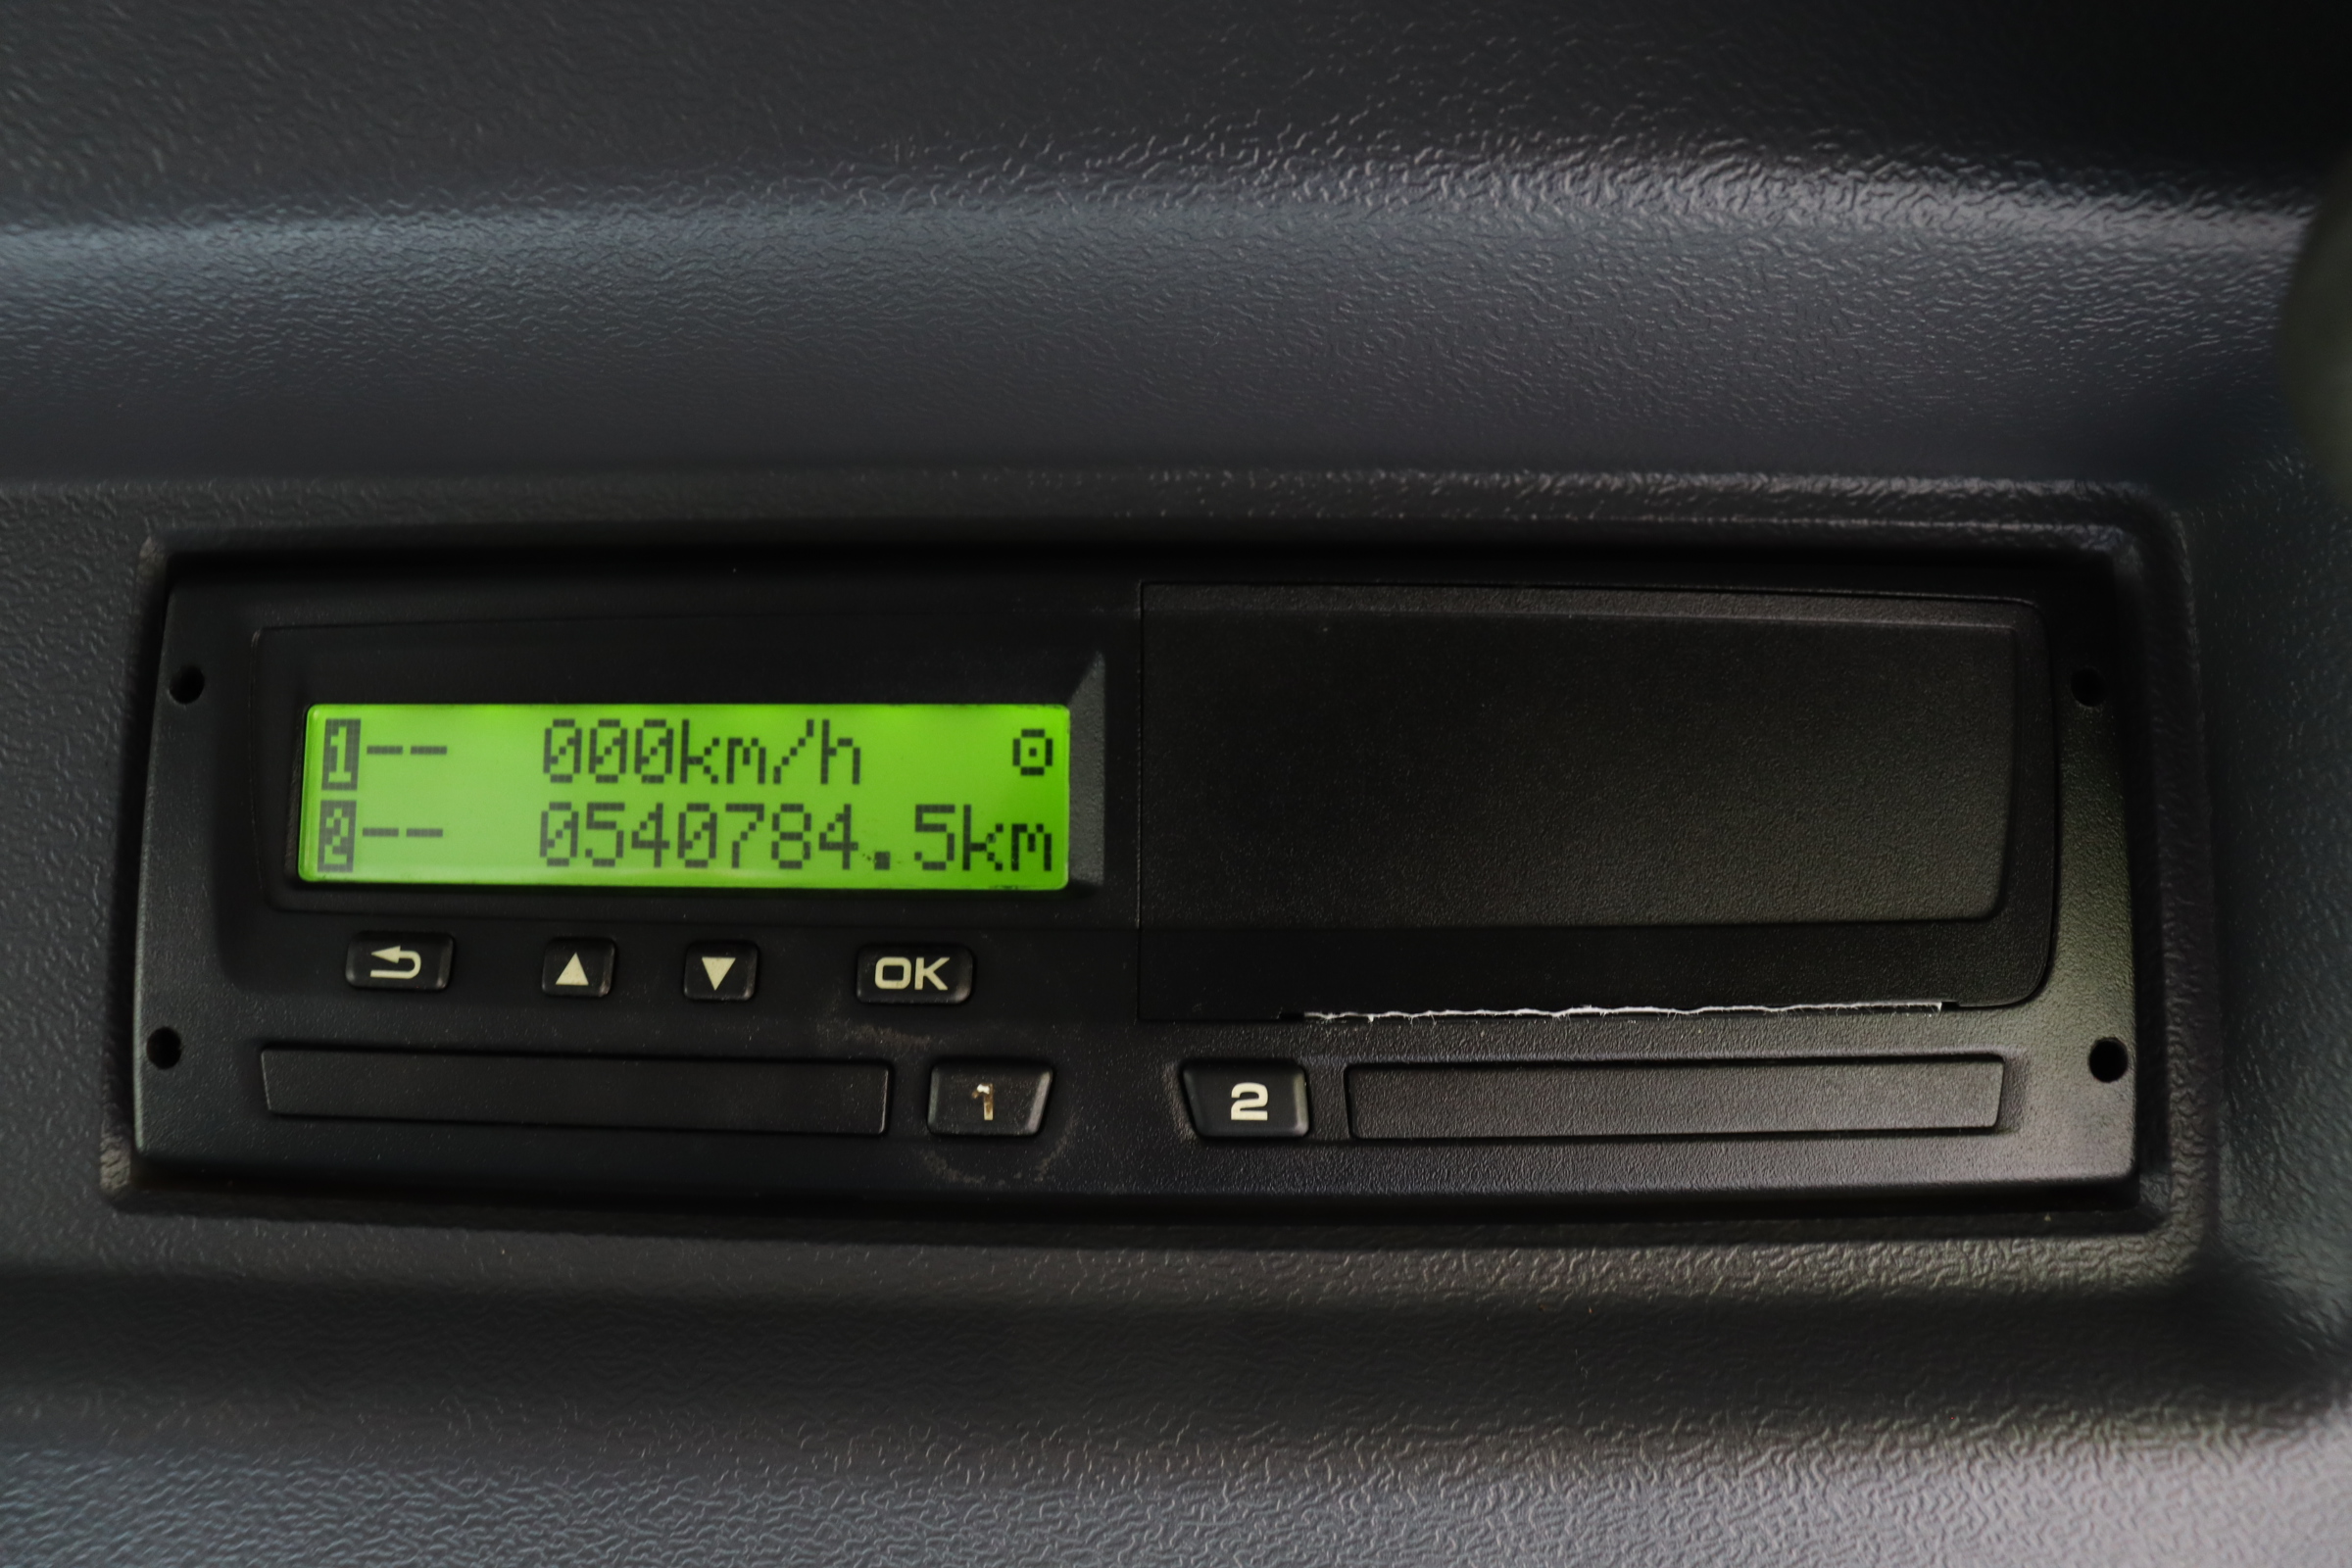 1-- 000km/h ⊙
2-- 0540784.5km
▲ ▼ OK
1 2